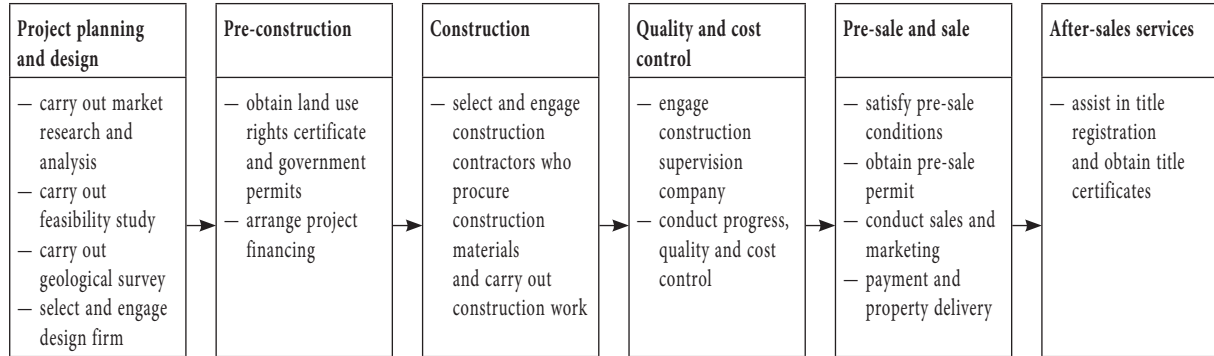 Project planning
and design
— carry out market
research and
analysis
— carry out
feasibility study
— carry out
geological survey
— select and engage
design firm
Pre-construction
— obtain land use
rights certificate
and government
permits
— arrange project
financing
Construction
— select and engage
construction
contractors who
procure
construction
materials
and carry out
construction work
Quality and cost
control
— engage
construction
supervision
company
— conduct progress,
quality and cost
control
Pre-sale and sale
— satisfy pre-sale
conditions
— obtain pre-sale
permit
— conduct sales and
marketing
— payment and
property delivery
After-sales services
— assist in title
registration
and obtain title
certificates